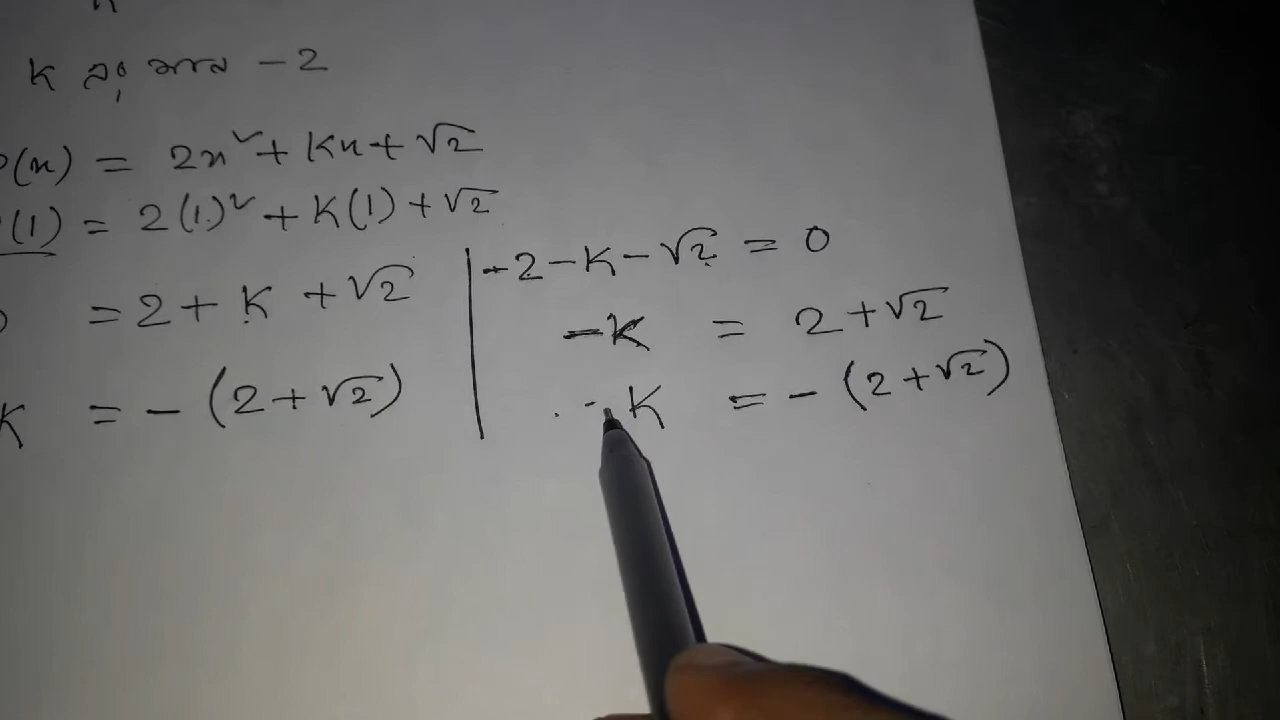 K এর মান -2
P(x) = 2x² + Kx + √2
P(1) = 2(1)² + K(1) + √2
0 = 2 + K + √2
K = -(2+√2)
-2-K-√2 = 0
-K = 2+√2
∴ K = -(2+√2)